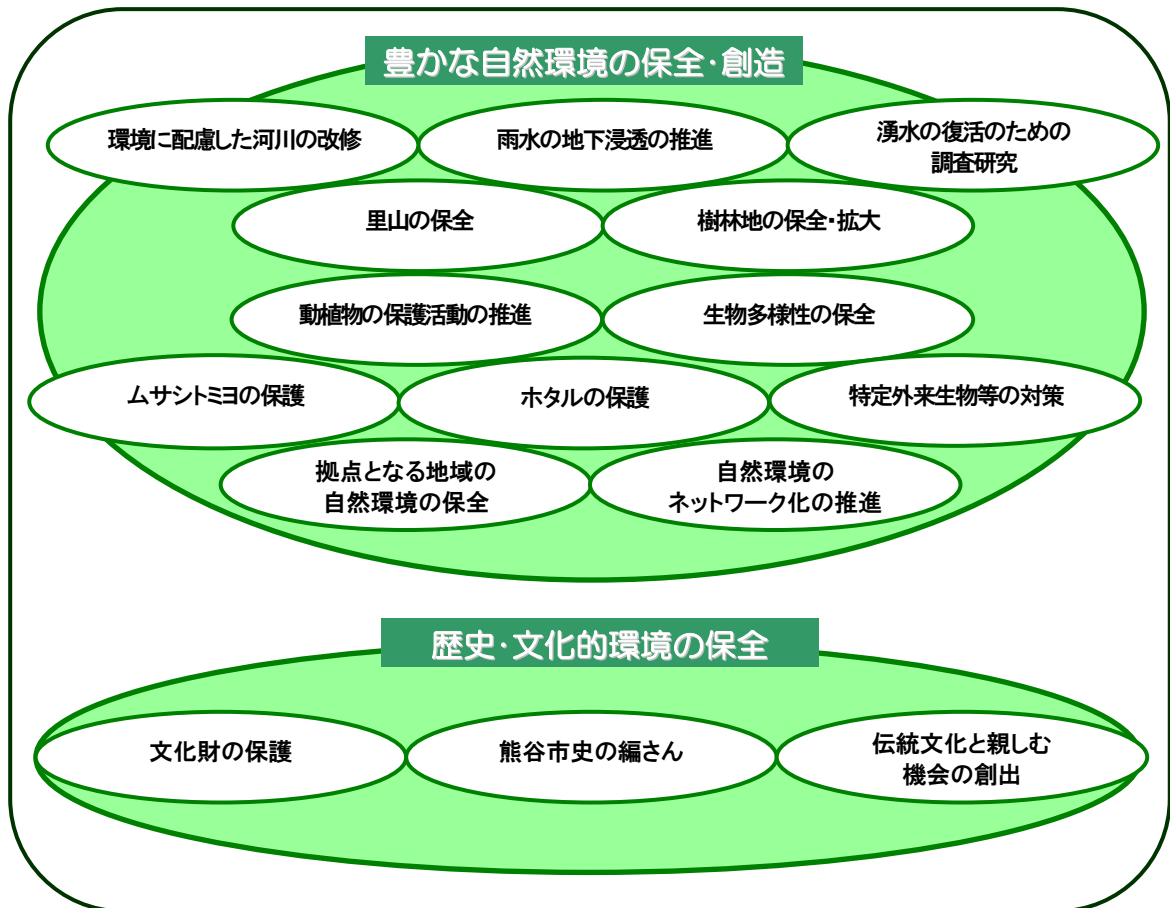 豊かな自然環境の保全・創造
環境に配慮した河川の改修
雨水の地下浸透の推進
湧水の復活のための
調査研究
里山の保全
樹林地の保全・拡大
動植物の保護活動の推進
生物多様性の保全
ムサシトミヨの保護
ホタルの保護
特定外来生物等の対策
拠点となる地域の
自然環境の保全
自然環境の
ネットワーク化の推進
歴史・文化的環境の保全
文化財の保護
熊谷市史の編さん
伝統文化と親しむ
機会の創出